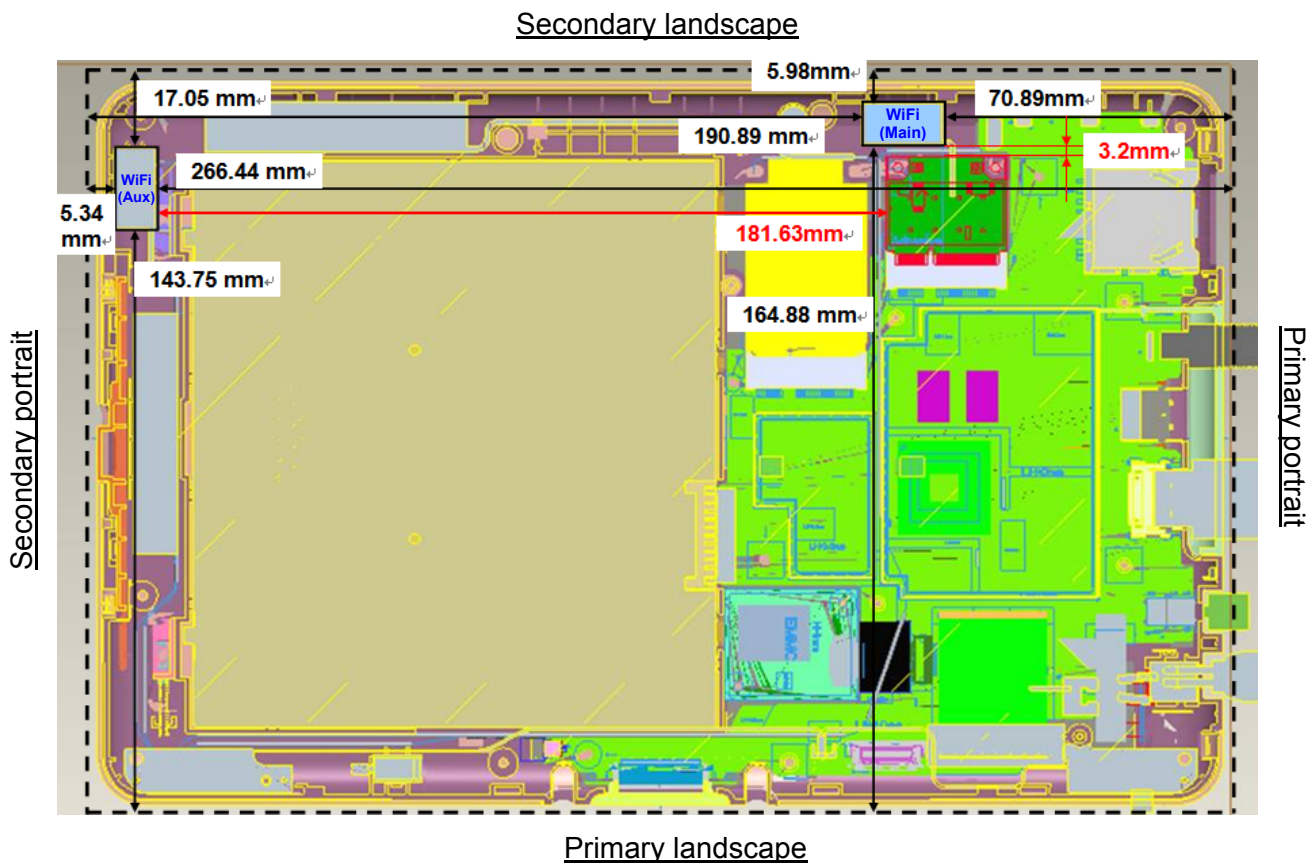 Secondary landscape
5.98mm
17.05 mm
70.89mm
WiFi
(Main)
190.89 mm
3.2mm
WiFi
(Aux)
266.44 mm
5.34
mm
181.63mm
143.75 mm
164.88 mm
Secondary portrait
Primary portrait
Primary landscape